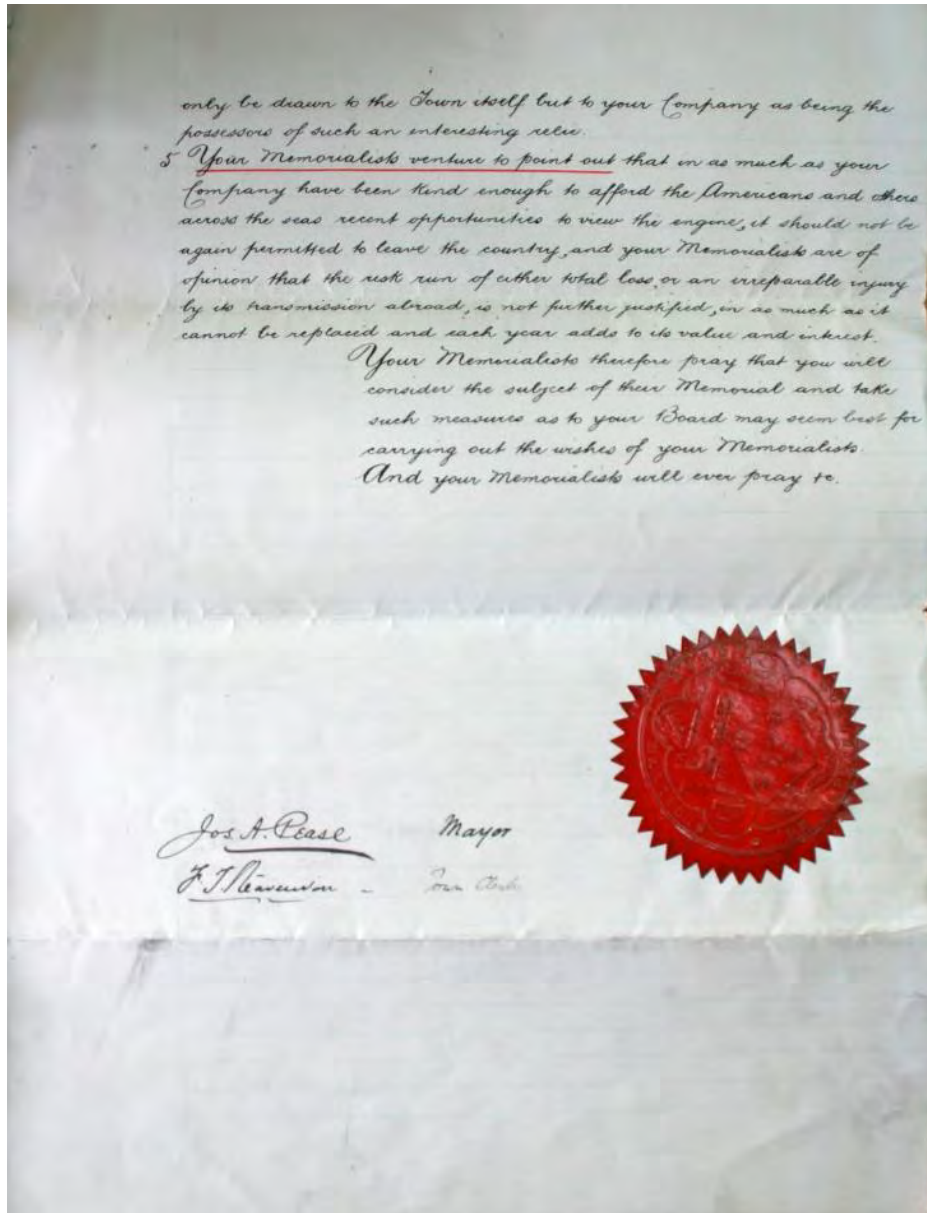 only be drawn to the Town itself but to your Company as being the
possessors of such an interesting relic.
5 Your Memorialists venture to point out that in as much as your
Company have been kind enough to afford the Americans and others
across the seas recent opportunities to view the engine, it should not be
again permitted to leave the country, and your Memorialists are of
opinion that the risk run of either total loss, or an irreparable injury
by its transmission abroad, is not further justified, in as much as it
cannot be replaced and each year adds to its value and interest.
Your Memorialists therefore pray that you will
consider the subject of their Memorial and take
such measures as to your Board may seem best for
carrying out the wishes of your Memorialists.
And your Memorialists will ever pray &c.
Jos. A. Pease Mayor
F. T. Steavenson - Town Clerk